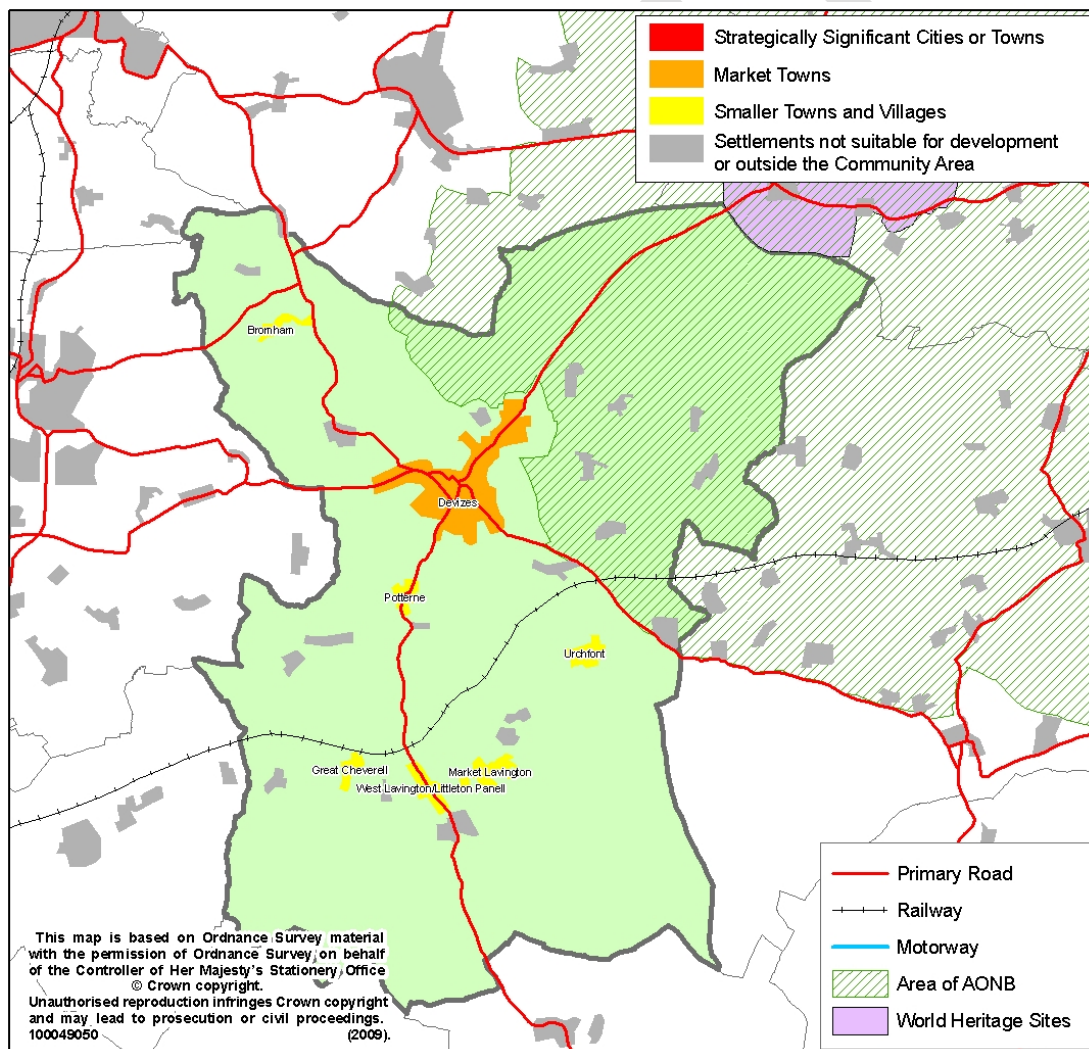 Strategically Significant Cities or Towns
Market Towns
Smaller Towns and Villages
Settlements not suitable for development
or outside the Community Area
Bromham
Devizes
Potterne
Urchfont
Great Cheverell
Market Lavington
West Lavington/Littleton Panell
Primary Road
Railway
Motorway
Area of AONB
World Heritage Sites
This map is based on Ordnance Survey material
with the permission of Ordnance Survey on behalf
of the Controller of Her Majesty's Stationery Office
© Crown copyright.
Unauthorised reproduction infringes Crown copyright
and may lead to prosecution or civil proceedings.
100049050 (2009).